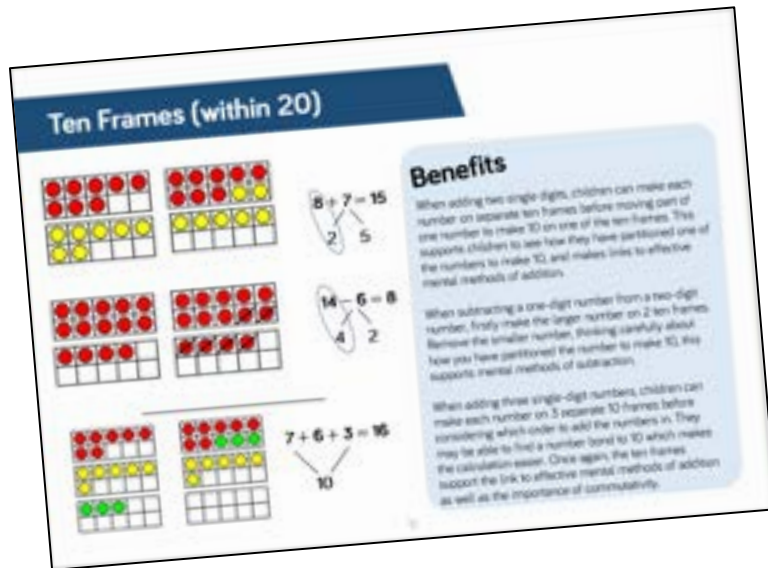 Ten Frames (within 20)
8 + 7 = 15
2 5
14 − 6 = 8
4 2
7 + 6 + 3 = 16
10
Benefits
When adding two single digits, children can make each
number on separate ten frames before moving part of
one number to make 10 on one of the ten frames. This
supports children to see how they have partitioned one of
the numbers to make 10, and makes links to effective
mental methods of addition.
When subtracting a one-digit number from a two-digit
number, firstly make the larger number on 2 ten frames.
Remove the smaller number, thinking carefully about
how you have partitioned the number to make 10, this
supports mental methods of subtraction.
When adding three single-digit numbers, children can
make each number on 3 separate 10 frames before
considering which order to add the numbers in. They
may be able to find a number bond to 10 which makes
the calculation easier. Once again, the ten frames
support the link to effective mental methods of addition
as well as the importance of commutativity.